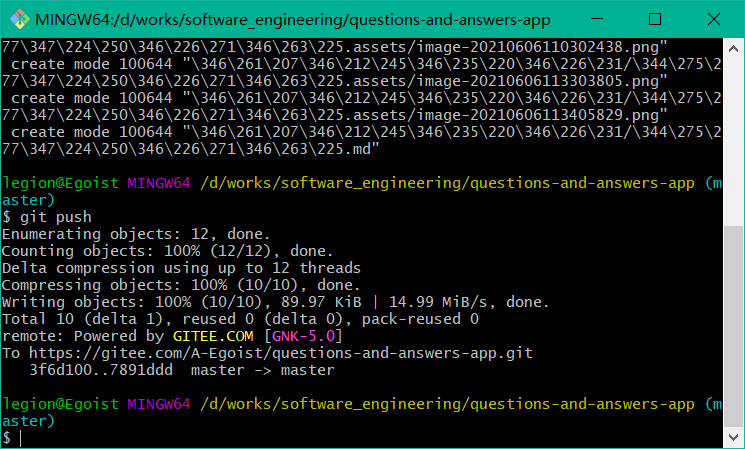 MINGW64:/d/works/software_engineering/questions-and-answers-app
77\347\224\250\346\226\271\346\263\225.assets/image-20210606110302438.png"
 create mode 100644 "\346\261\207\346\212\245\346\235\220\346\226\231/\344\275\2
77\347\224\250\346\226\271\346\263\225.assets/image-20210606113303805.png"
 create mode 100644 "\346\261\207\346\212\245\346\235\220\346\226\231/\344\275\2
77\347\224\250\346\226\271\346\263\225.assets/image-20210606113405829.png"
 create mode 100644 "\346\261\207\346\212\245\346\235\220\346\226\231/\344\275\2
77\347\224\250\346\226\271\346\263\225.md"
legion@Egoist MINGW64 /d/works/software_engineering/questions-and-answers-app (m
aster)
$ git push
Enumerating objects: 12, done.
Counting objects: 100% (12/12), done.
Delta compression using up to 12 threads
Compressing objects: 100% (10/10), done.
Writing objects: 100% (10/10), 89.97 KiB | 14.99 MiB/s, done.
Total 10 (delta 1), reused 0 (delta 0), pack-reused 0
remote: Powered by GITEE.COM [GNK-5.0]
To https://gitee.com/A-Egoist/questions-and-answers-app.git
   3f6d100..7891ddd  master -> master
legion@Egoist MINGW64 /d/works/software_engineering/questions-and-answers-app (m
aster)
$